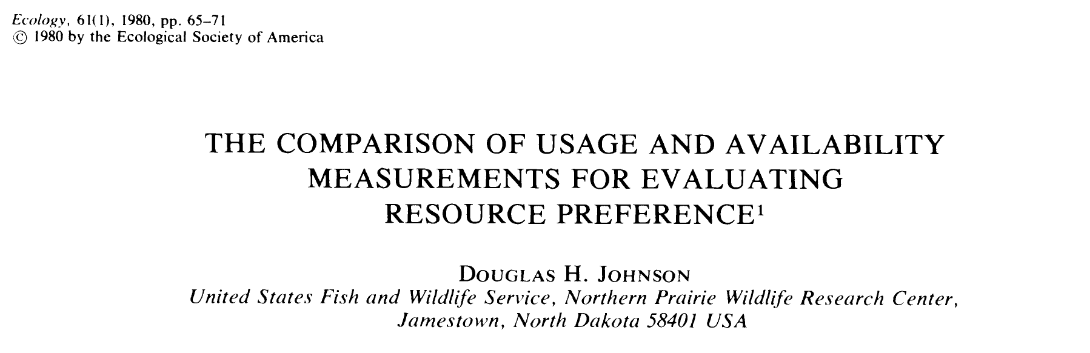 Ecology, 61(1), 1980, pp. 65–71
© 1980 by the Ecological Society of America
THE COMPARISON OF USAGE AND AVAILABILITY
MEASUREMENTS FOR EVALUATING
RESOURCE PREFERENCE¹
DOUGLAS H. JOHNSON
United States Fish and Wildlife Service, Northern Prairie Wildlife Research Center,
Jamestown, North Dakota 58401 USA